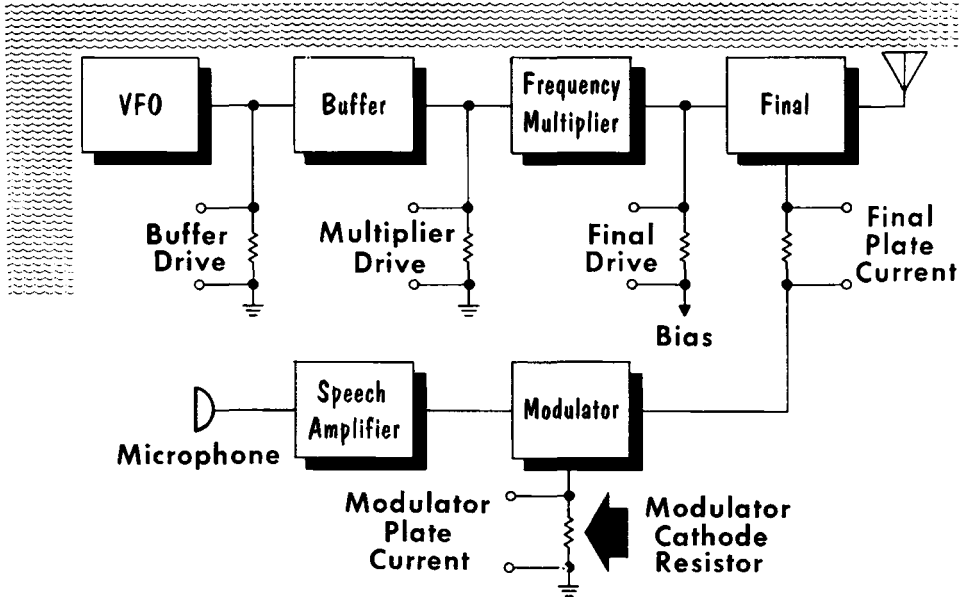 VFO
Buffer
Frequency
Multiplier
Final
Buffer
Drive
Multiplier
Drive
Final
Drive
Final
Plate
Current
Bias
Microphone
Speech
Amplifier
Modulator
Modulator
Plate
Current
Modulator
Cathode
Resistor